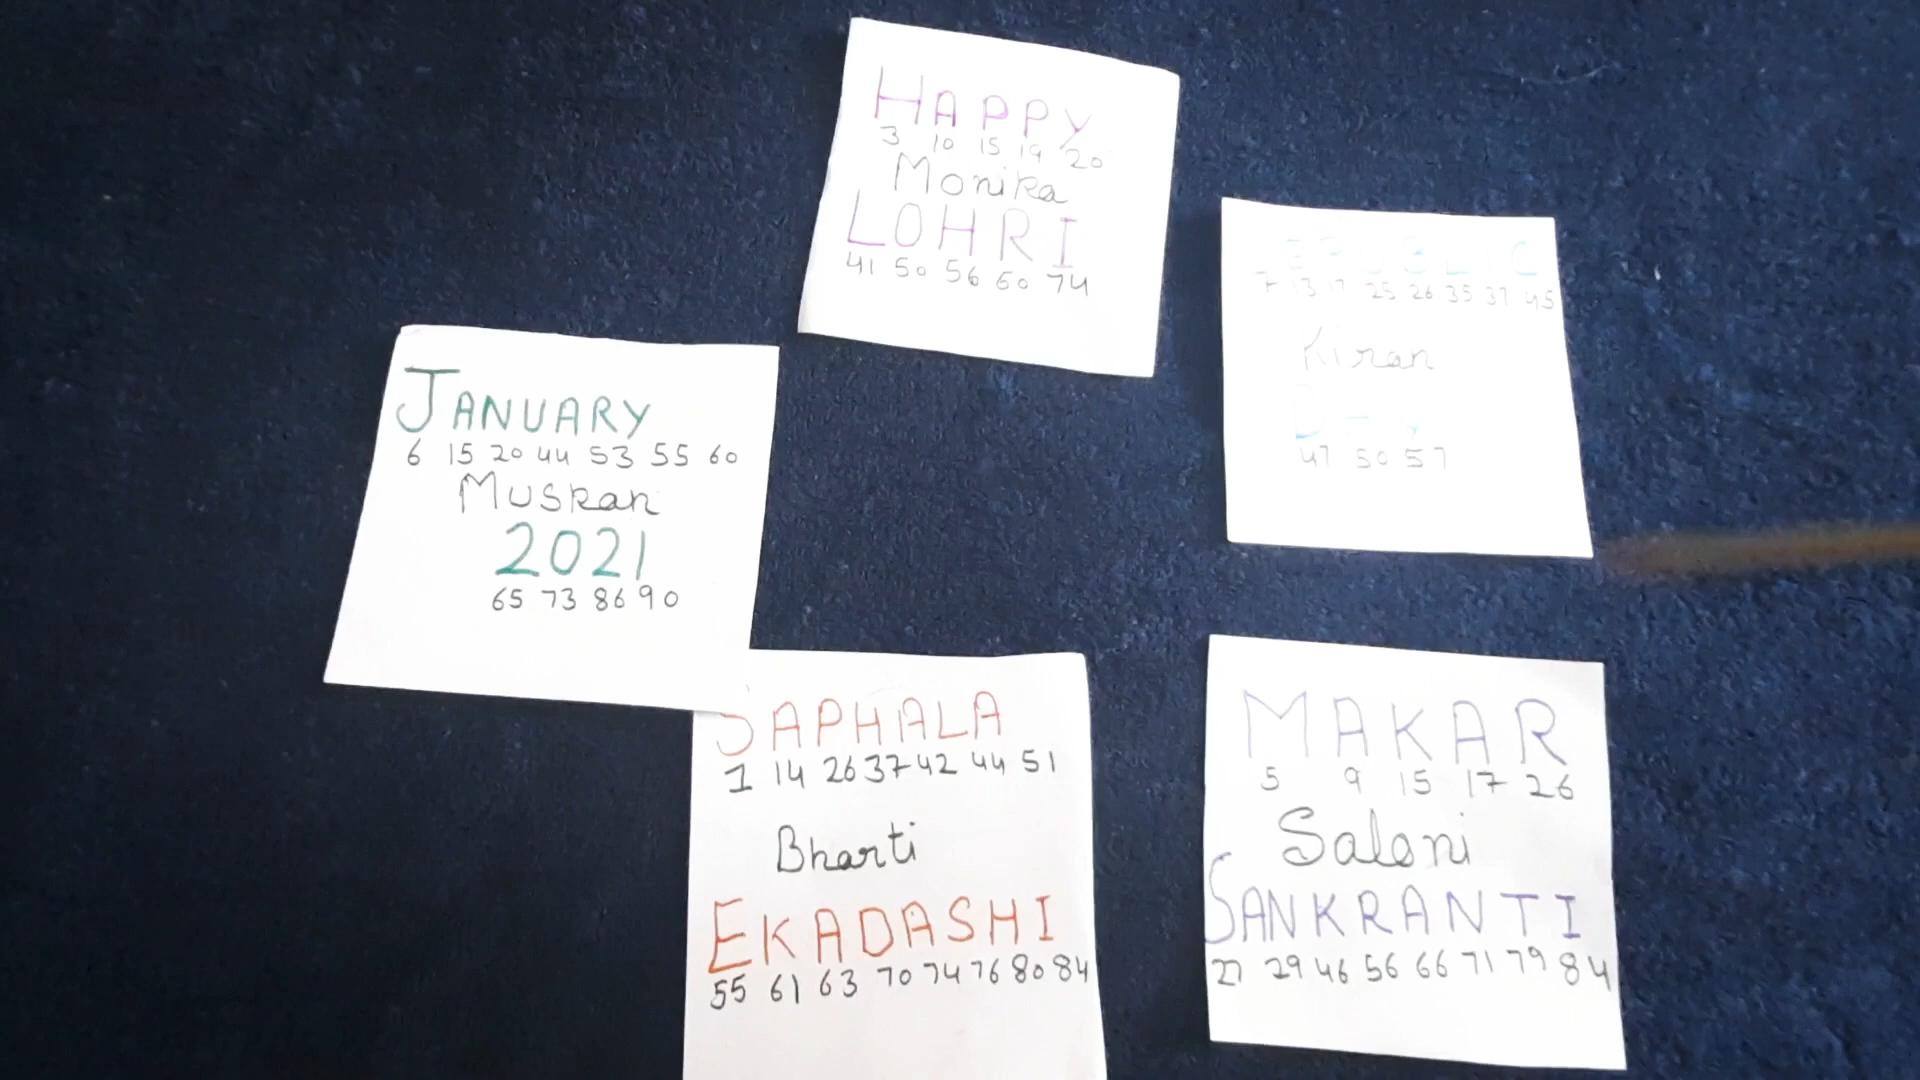 HAPPY
3 10 15 19 20
Monika
LOHRI
41 50 56 60 74
7 13 17 25 26 35 37 45
Kiran
47 50 57
JANUARY
6 15 20 44 53 55 60
Muskan
2021
65 73 86 90
SAPHALA
1 14 26 37 42 44 51
Bharti
EKADASHI
55 61 63 70 74 76 80 84
MAKAR
5 9 15 17 26
Saloni
SANKRANTI
27 29 46 56 66 71 79 84